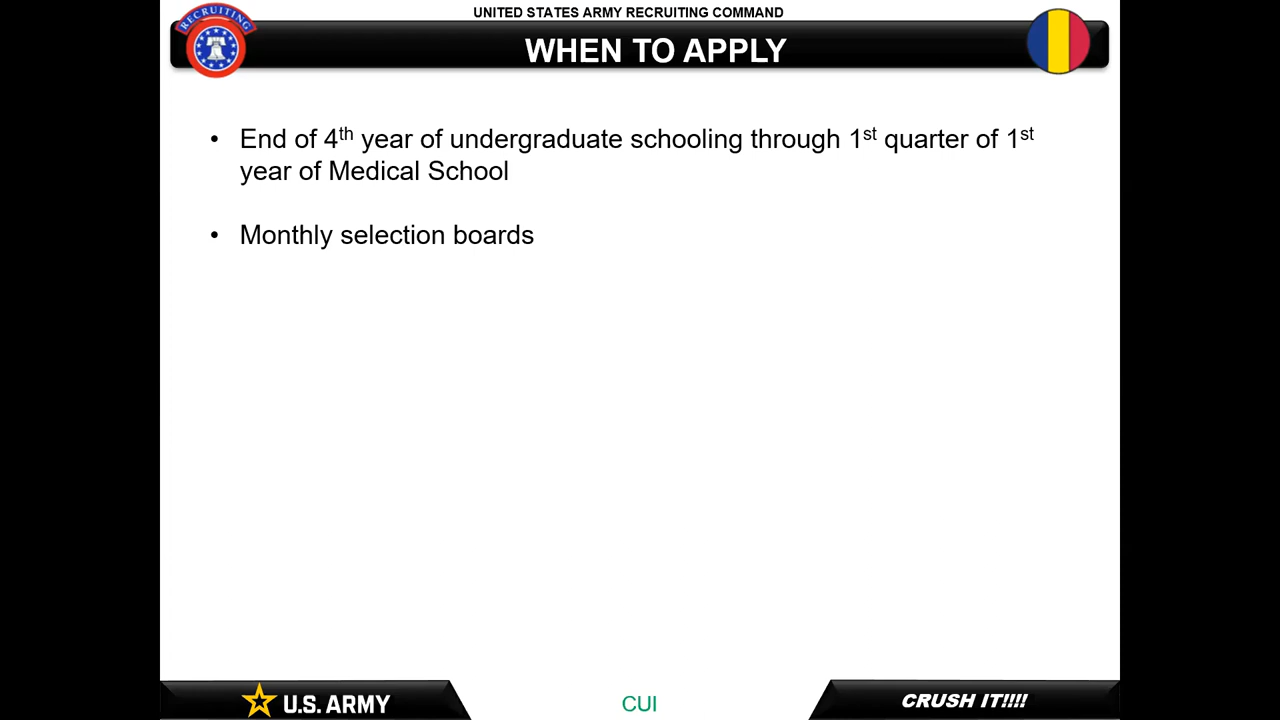 UNITED STATES ARMY RECRUITING COMMAND
RECRUITING
WHEN TO APPLY
• End of 4th year of undergraduate schooling through 1st quarter of 1st
year of Medical School
• Monthly selection boards
U.S. ARMY
CUI
CRUSH IT!!!!